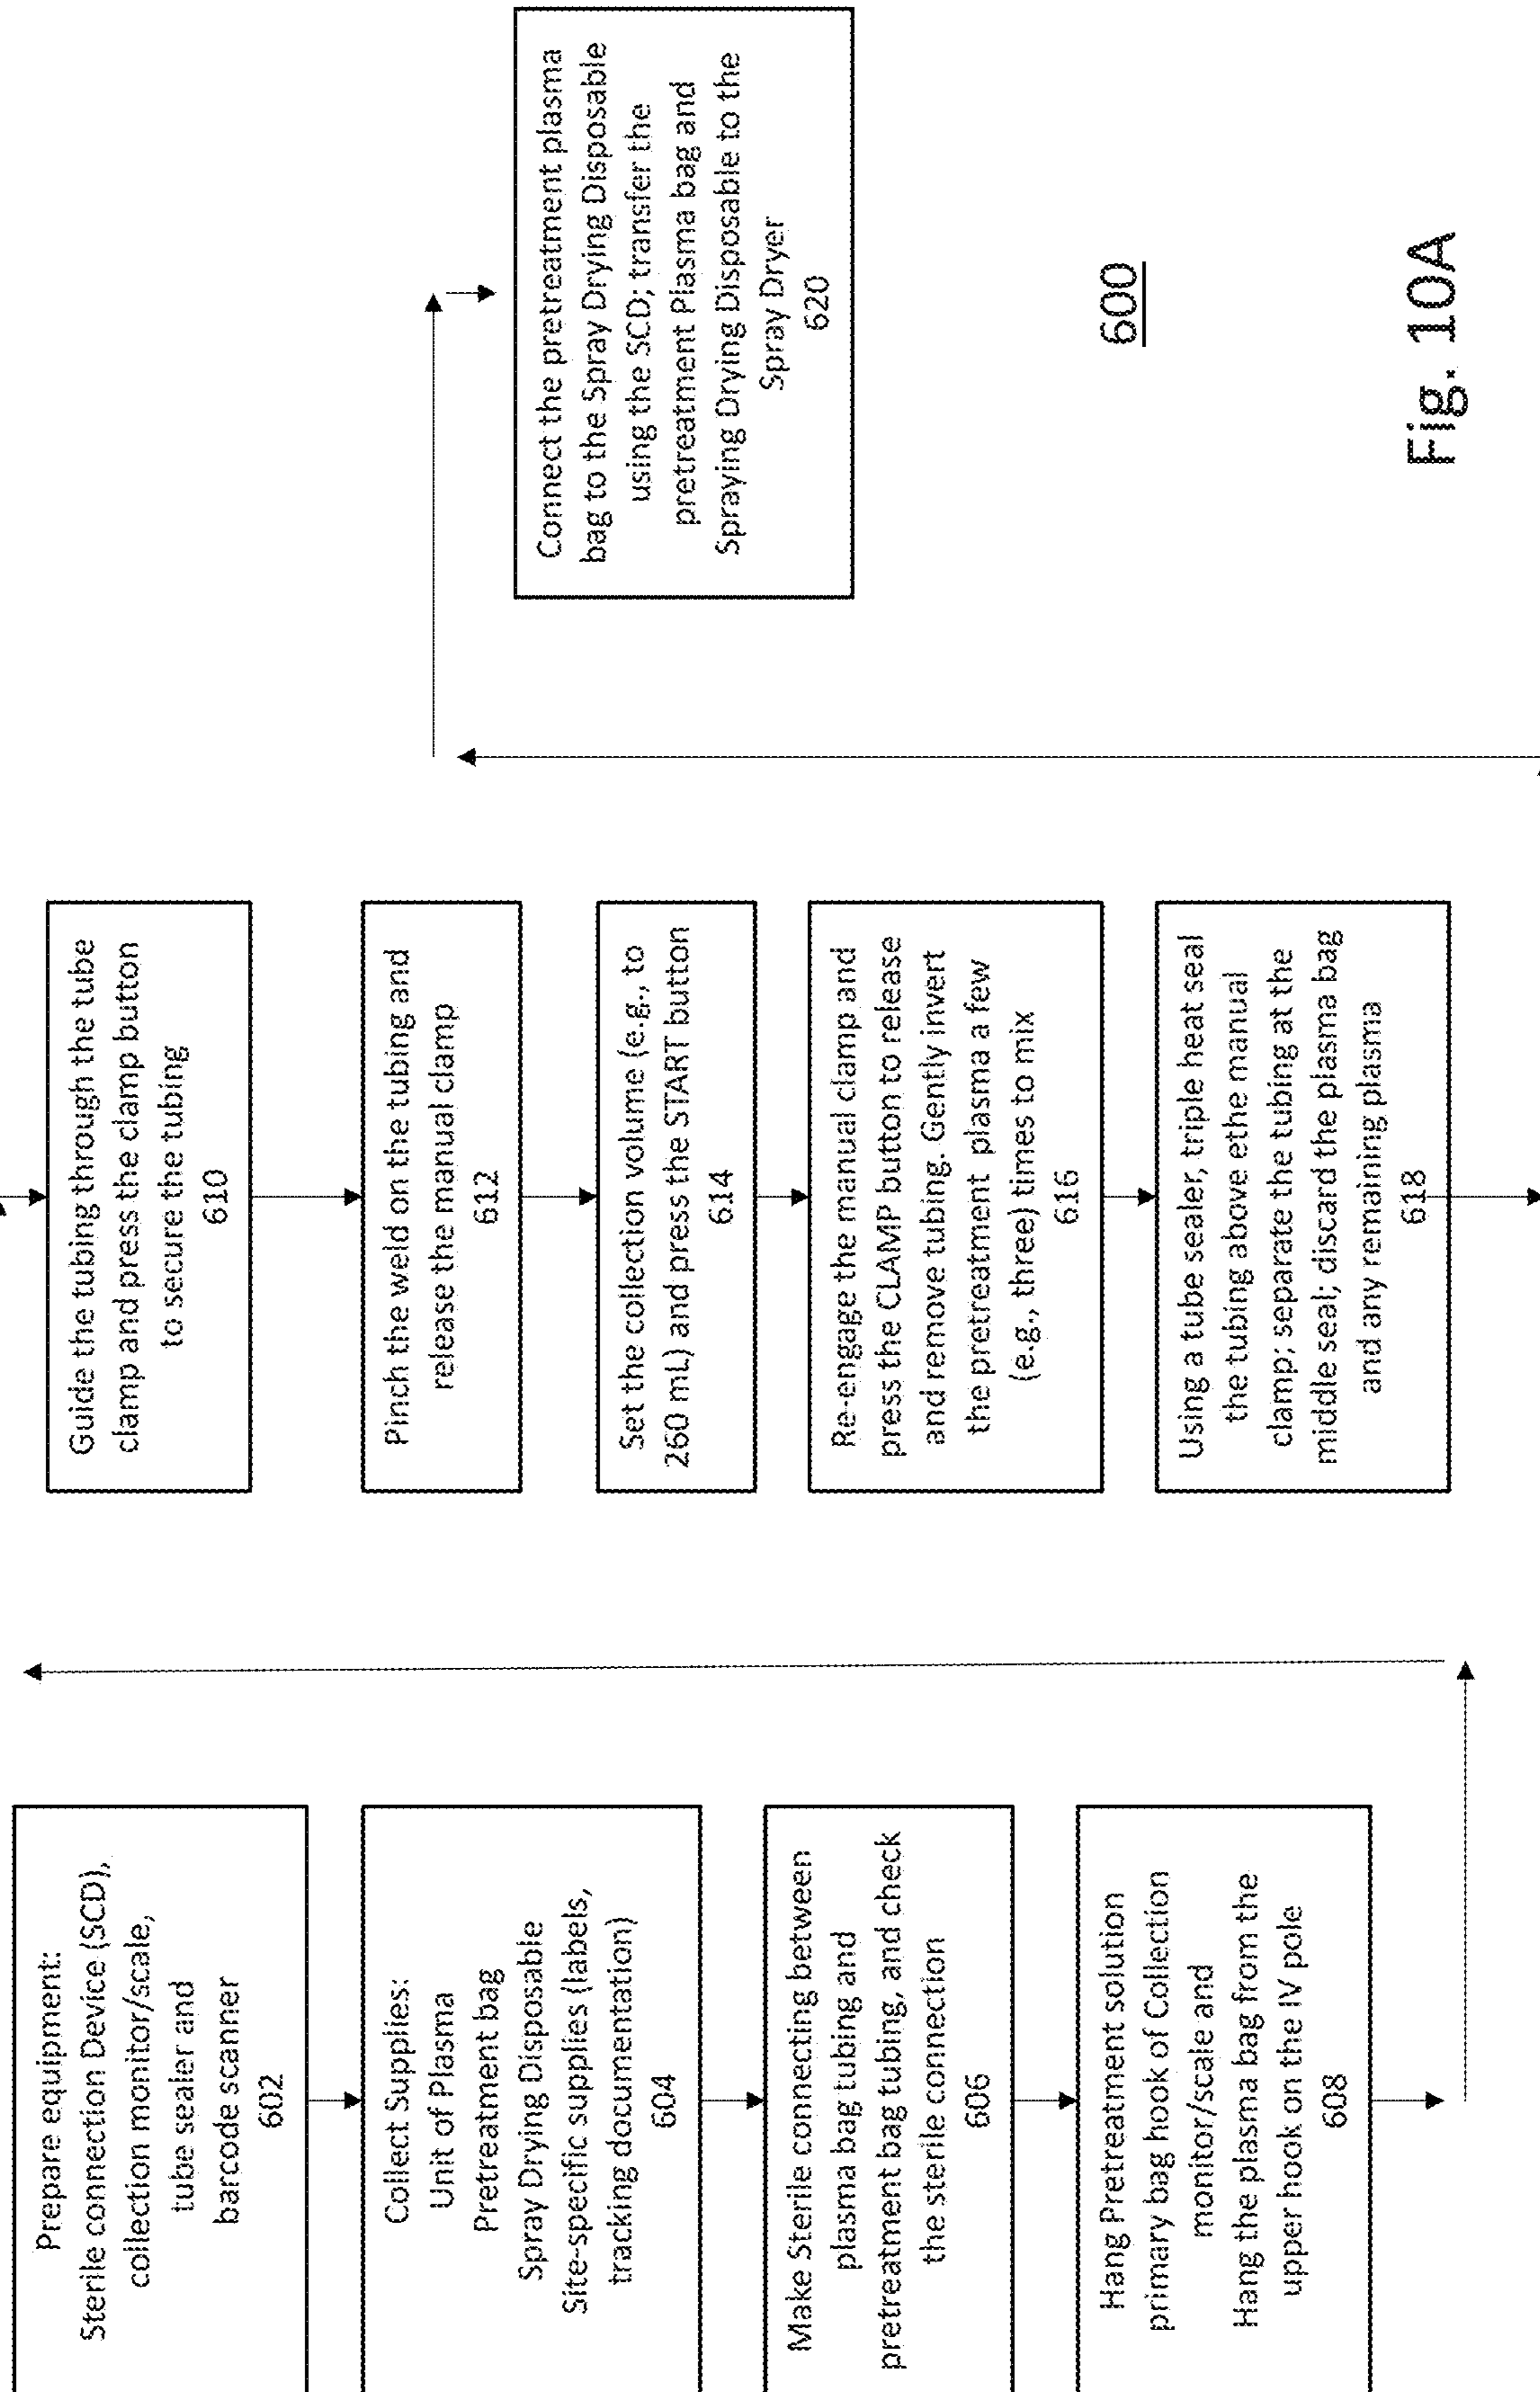 Prepare equipment:
Sterile connection Device (SCD),
collection monitor/scale,
tube sealer and
barcode scanner
602
Collect Supplies:
Unit of Plasma
Pretreatment bag
Spray Drying Disposable
Site-specific supplies (labels,
tracking documentation)
604
Make Sterile connecting between
plasma bag tubing and
pretreatment bag tubing, and check
the sterile connection
606
Hang Pretreatment solution
primary bag hook of Collection
monitor/scale and
Hang the plasma bag from the
upper hook on the IV pole
608
Guide the tubing through the tube
clamp and press the clamp button
to secure the tubing
610
Pinch the weld on the tubing and
release the manual clamp
612
Set the collection volume (e.g., to
260 mL) and press the START button
614
Re-engage the manual clamp and
press the CLAMP button to release
and remove tubing. Gently invert
the pretreatment plasma a few
(e.g., three) times to mix
616
Using a tube sealer, triple heat seal
the tubing above ethe manual
clamp; separate the tubing at the
middle seal; discard the plasma bag
and any remaining plasma
618
Connect the pretreatment plasma
bag to the Spray Drying Disposable
using the SCD; transfer the
pretreatment Plasma bag and
Spraying Drying Disposable to the
Spray Dryer
620
600
Fig. 10A